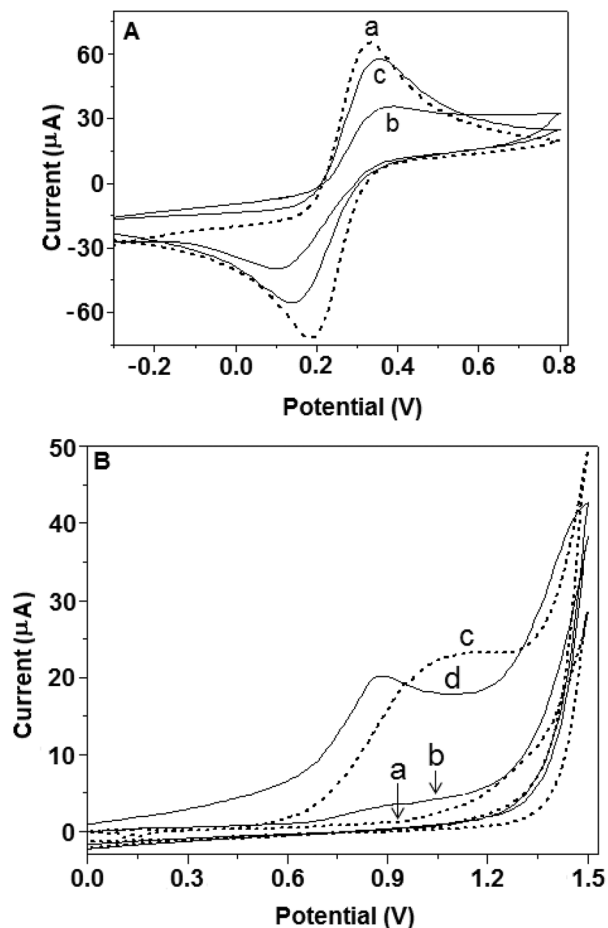 A
a
c
b
60
30
0
-30
-60
Current (µA)
-0.2 0.0 0.2 0.4 0.6 0.8
Potential (V)
B
50
40
30
20
10
0
Current (µA)
c
d
a
b
0.0 0.3 0.6 0.9 1.2 1.5
Potential (V)